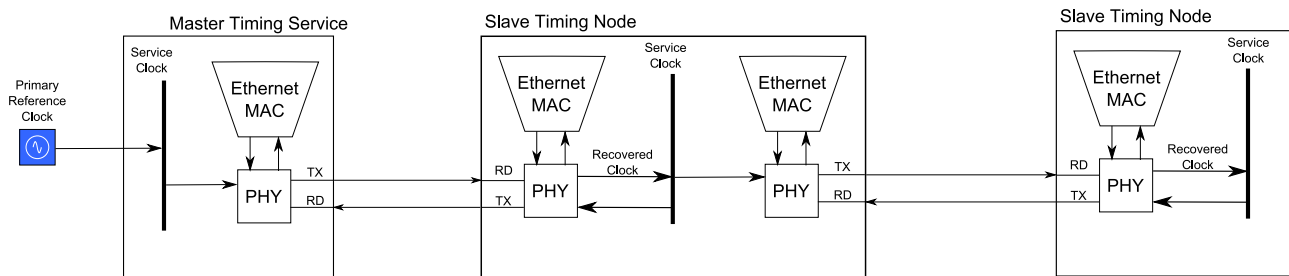 Master Timing Service
Slave Timing Node
Slave Timing Node
Primary
Reference
Clock
Service
Clock
Ethernet
MAC
PHY
TX
RD
RD
TX
Ethernet
MAC
PHY
Recovered
Clock
Service
Clock
Ethernet
MAC
PHY
TX
RD
RD
TX
Ethernet
MAC
PHY
Recovered
Clock
Service
Clock